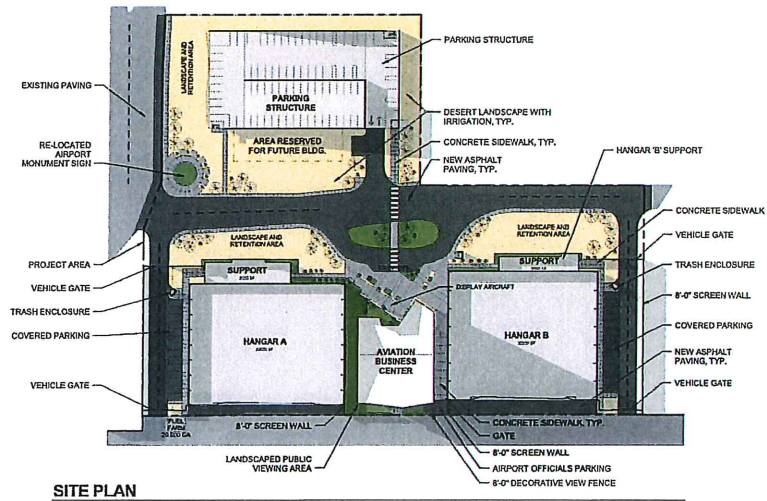 PARKING STRUCTURE
LANDSCAPE AND
RETENTION AREA
EXISTING PAVING
PARKING
STRUCTURE
DESERT LANDSCAPE WITH
IRRIGATION, TYP.
AREA RESERVED
FOR FUTURE BLDG.
CONCRETE SIDEWALK, TYP.
RE-LOCATED
AIRPORT
MONUMENT SIGN
HANGAR 'B' SUPPORT
NEW ASPHALT
PAVING, TYP.
LANDSCAPE AND
RETENTION AREA
LANDSCAPE AND
RETENTION AREA
CONCRETE SIDEWALK
VEHICLE GATE
PROJECT AREA
SUPPORT
SUPPORT
TRASH ENCLOSURE
VEHICLE GATE
DISPLAY AIRCRAFT
8'-0" SCREEN WALL
TRASH ENCLOSURE
COVERED PARKING
COVERED PARKING
HANGAR A
HANGAR B
AVIATION
BUSINESS
CENTER
NEW ASPHALT
PAVING, TYP.
VEHICLE GATE
VEHICLE GATE
FUEL
FARM
8'-0" SCREEN WALL
CONCRETE SIDEWALK, TYP.
GATE
8'-0" SCREEN WALL
LANDSCAPED PUBLIC
VIEWING AREA
AIRPORT OFFICIALS PARKING
8'-0" DECORATIVE VIEW FENCE
SITE PLAN